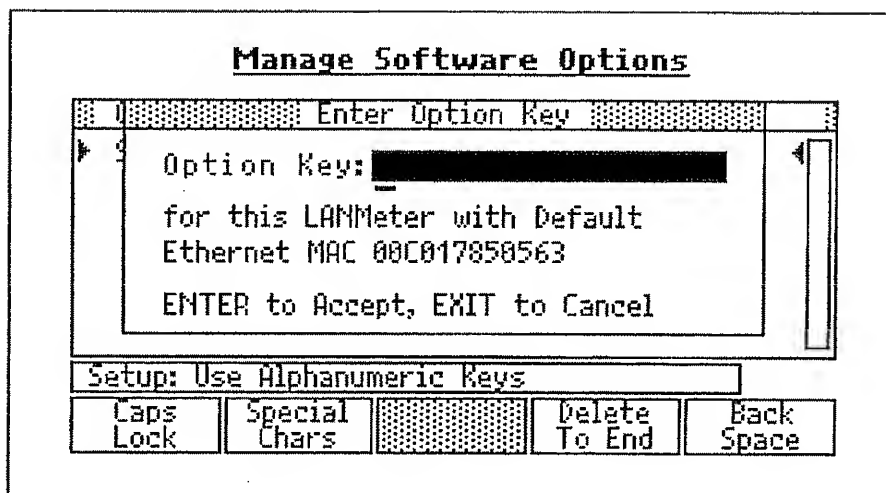 Manage Software Options
Enter Option Key
Option Key:
for this LANMeter with Default
Ethernet MAC 00C017850563
ENTER to Accept, EXIT to Cancel
Setup: Use Alphanumeric Keys
Caps Lock
Special Chars
Delete To End
Back Space